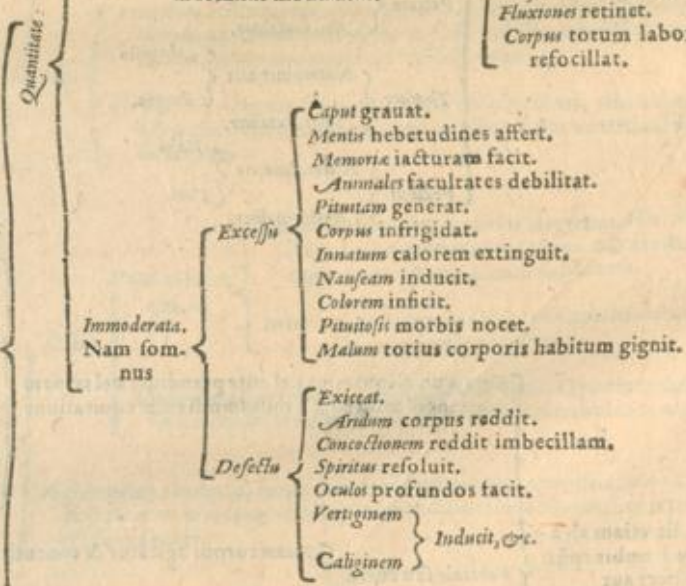 Fluxiones retinet.
Corpus totum labo
refocillat.
Quantitate:
Caput grauat.
Mentis hebetudines affert.
Memoriæ iacturam facit.
Animales facultates debilitat.
Pituitam generat.
Excessu
Corpus infrigidat.
Innatum calorem extinguit.
Nauseam inducit.
Colorem inficit.
Pituitosis morbis nocet.
Malum totius corporis habitum gignit.
Immoderata.
Nam som-
nus
Exiccat.
Aridum corpus reddit.
Concoctionem reddit imbecillam.
Defectu
Spiritus resoluit.
Oculos profundos facit.
Vertiginem
Inducit, &c.
Caliginem